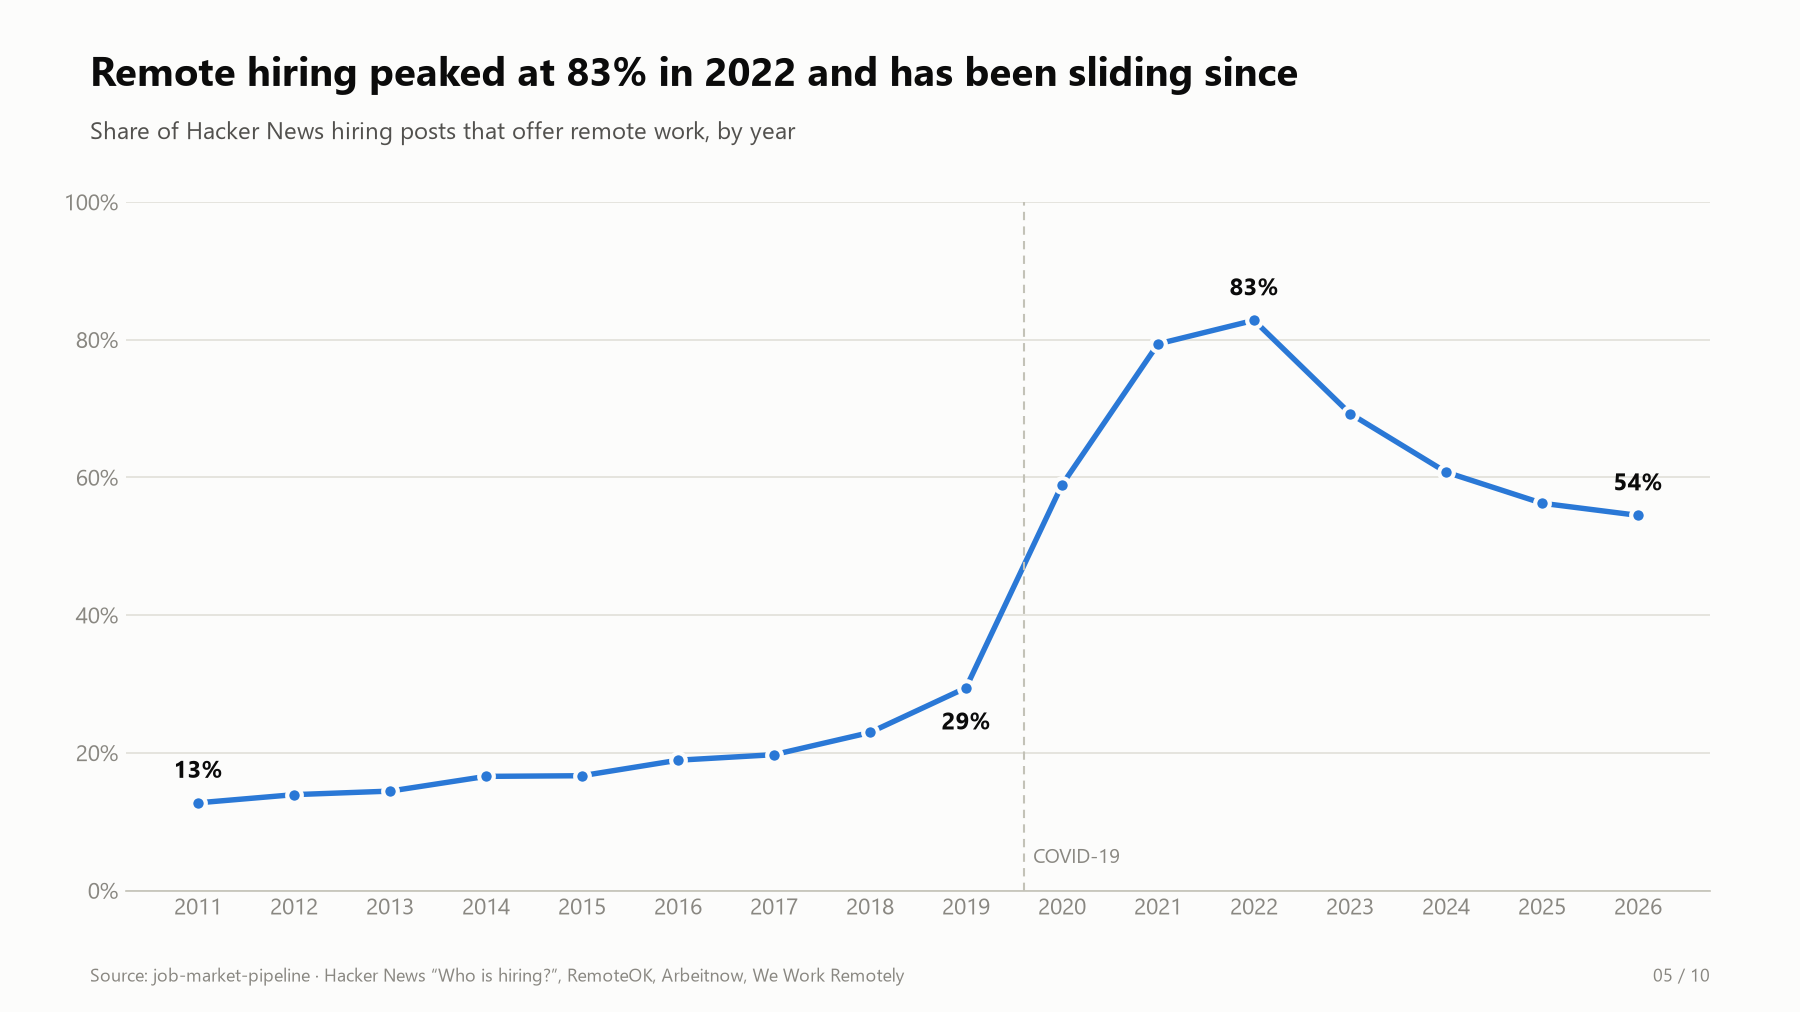 Remote hiring peaked at 83% in 2022 and has been sliding since
Share of Hacker News hiring posts that offer remote work, by year
100%
80%
60%
40%
20%
0%
13%
29%
83%
54%
COVID-19
2011 2012 2013 2014 2015 2016 2017 2018 2019 2020 2021 2022 2023 2024 2025 2026
Source: job-market-pipeline · Hacker News "Who is hiring?", RemoteOK, Arbeitnow, We Work Remotely
05 / 10